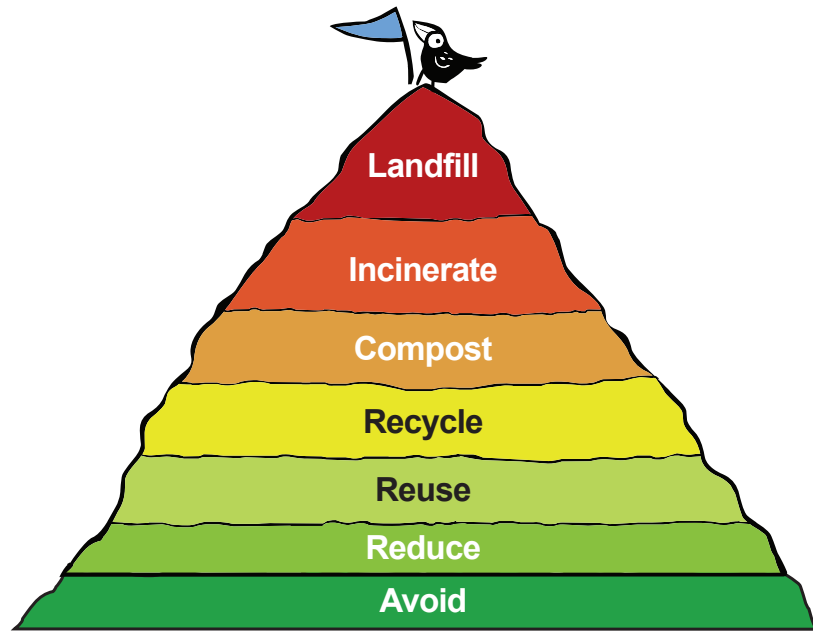 Landfill
Incinerate
Compost
Recycle
Reuse
Reduce
Avoid